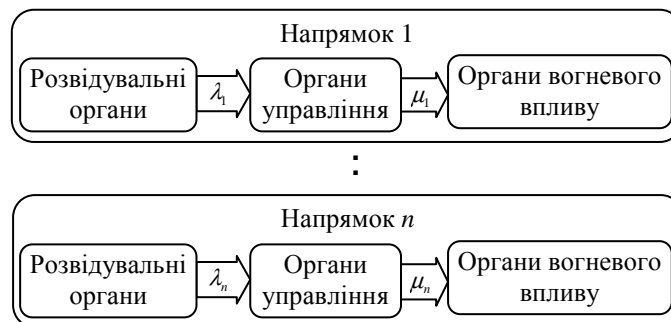 Напрямок 1
Розвідувальні
органи
λ₁
Органи
управління
μ₁
Органи вогневого
впливу
:
Напрямок n
Розвідувальні
органи
λₙ
Органи
управління
μₙ
Органи вогневого
впливу